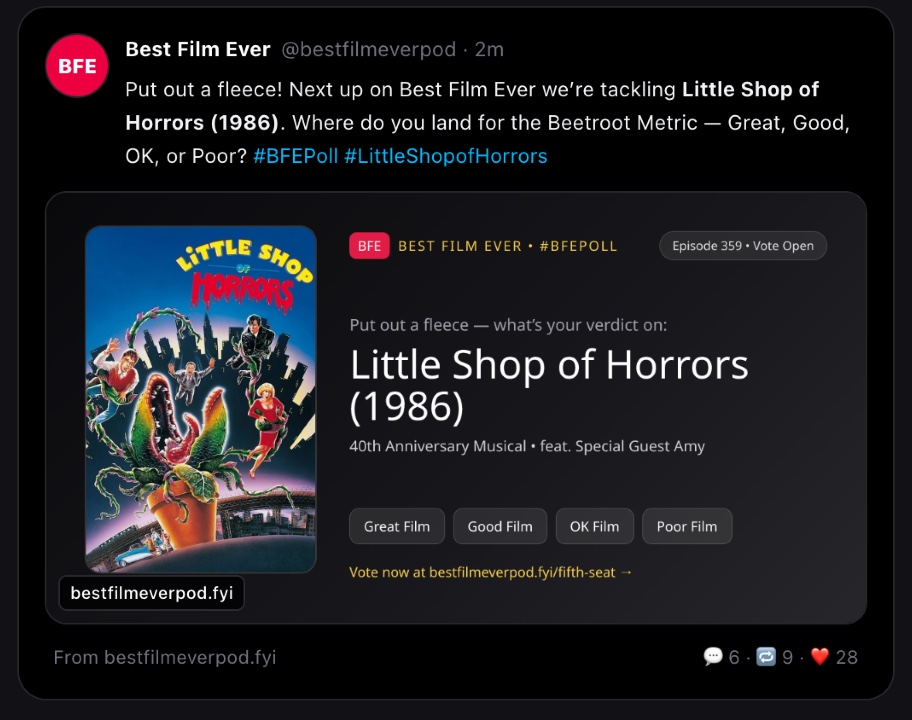 BFE
Best Film Ever @bestfilmeverpod · 2m
Put out a fleece! Next up on Best Film Ever we’re tackling Little Shop of
Horrors (1986). Where do you land for the Beetroot Metric — Great, Good,
OK, or Poor? #BFEPoll #LittleShopofHorrors
LiTTLE SHOP
OF
HORRORS
BFE BEST FILM EVER • #BFEPOLL
Episode 359 • Vote Open
Put out a fleece — what’s your verdict on:
Little Shop of Horrors
(1986)
40th Anniversary Musical • feat. Special Guest Amy
Great Film Good Film OK Film Poor Film
Vote now at bestfilmeverpod.fyi/fifth-seat →
bestfilmeverpod.fyi
From bestfilmeverpod.fyi
💬 6 · 🔁 9 · ❤️ 28